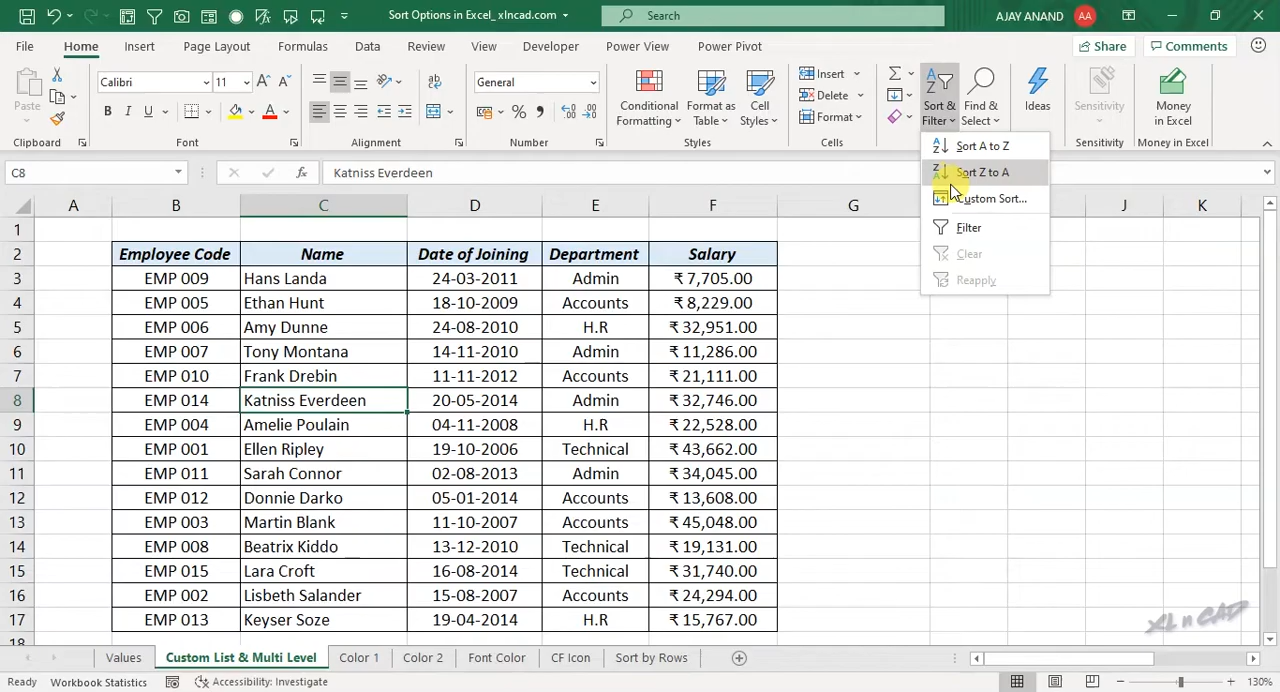 Sort Options in Excel_ xlncad.com
Search
AJAY ANAND
AA
File Home Insert Page Layout Formulas Data Review View Developer Power View Power Pivot
Share
Comments
Paste
Clipboard
Calibri
11
B I U
Font
Alignment
General
Number
Conditional Formatting
Format as Table
Cell Styles
Styles
Insert
Delete
Format
Cells
Sort & Filter
Find & Select
Ideas
Sensitivity
Sensitivity
Money in Excel
Money in Excel
Sort A to Z
Sort Z to A
Custom Sort...
Filter
Clear
Reapply
C8
Katniss Everdeen
A B C D E F G J K
1
2 Employee Code Name Date of Joining Department Salary
3 EMP 009 Hans Landa 24-03-2011 Admin ₹ 7,705.00
4 EMP 005 Ethan Hunt 18-10-2009 Accounts ₹ 8,229.00
5 EMP 006 Amy Dunne 24-08-2010 H.R ₹ 32,951.00
6 EMP 007 Tony Montana 14-11-2010 Admin ₹ 11,286.00
7 EMP 010 Frank Drebin 11-11-2012 Accounts ₹ 21,111.00
8 EMP 014 Katniss Everdeen 20-05-2014 Admin ₹ 32,746.00
9 EMP 004 Amelie Poulain 04-11-2008 H.R ₹ 22,528.00
10 EMP 001 Ellen Ripley 19-10-2006 Technical ₹ 43,662.00
11 EMP 011 Sarah Connor 02-08-2013 Admin ₹ 34,045.00
12 EMP 012 Donnie Darko 05-01-2014 Accounts ₹ 13,608.00
13 EMP 003 Martin Blank 11-10-2007 Accounts ₹ 45,048.00
14 EMP 008 Beatrix Kiddo 13-12-2010 Technical ₹ 19,131.00
15 EMP 015 Lara Croft 16-08-2014 Technical ₹ 31,740.00
16 EMP 002 Lisbeth Salander 15-08-2007 Accounts ₹ 24,294.00
17 EMP 013 Keyser Soze 19-04-2014 H.R ₹ 15,767.00
18
XL n CAD
Values Custom List & Multi Level Color 1 Color 2 Font Color CF Icon Sort by Rows
Ready Workbook Statistics Accessibility: Investigate 130%